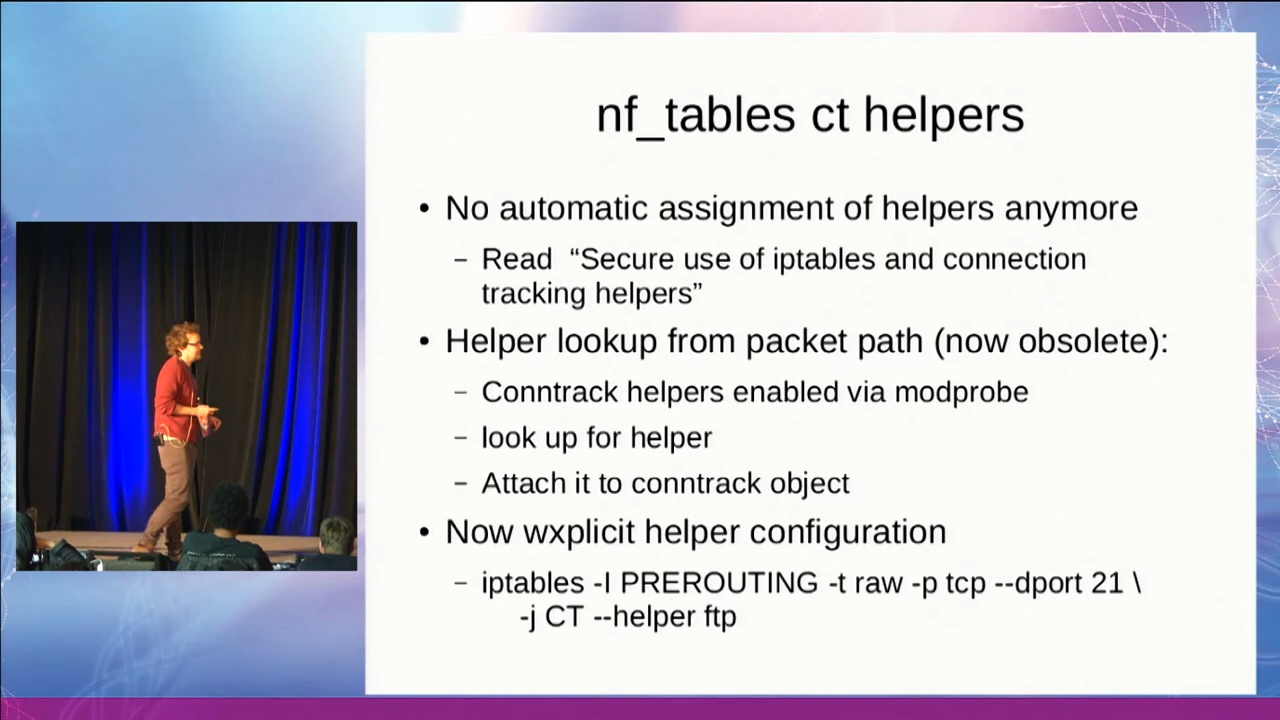 nf_tables ct helpers
• No automatic assignment of helpers anymore
– Read “Secure use of iptables and connection
tracking helpers”
• Helper lookup from packet path (now obsolete):
– Conntrack helpers enabled via modprobe
– look up for helper
– Attach it to conntrack object
• Now wxplicit helper configuration
– iptables -I PREROUTING -t raw -p tcp --dport 21 \
-j CT --helper ftp